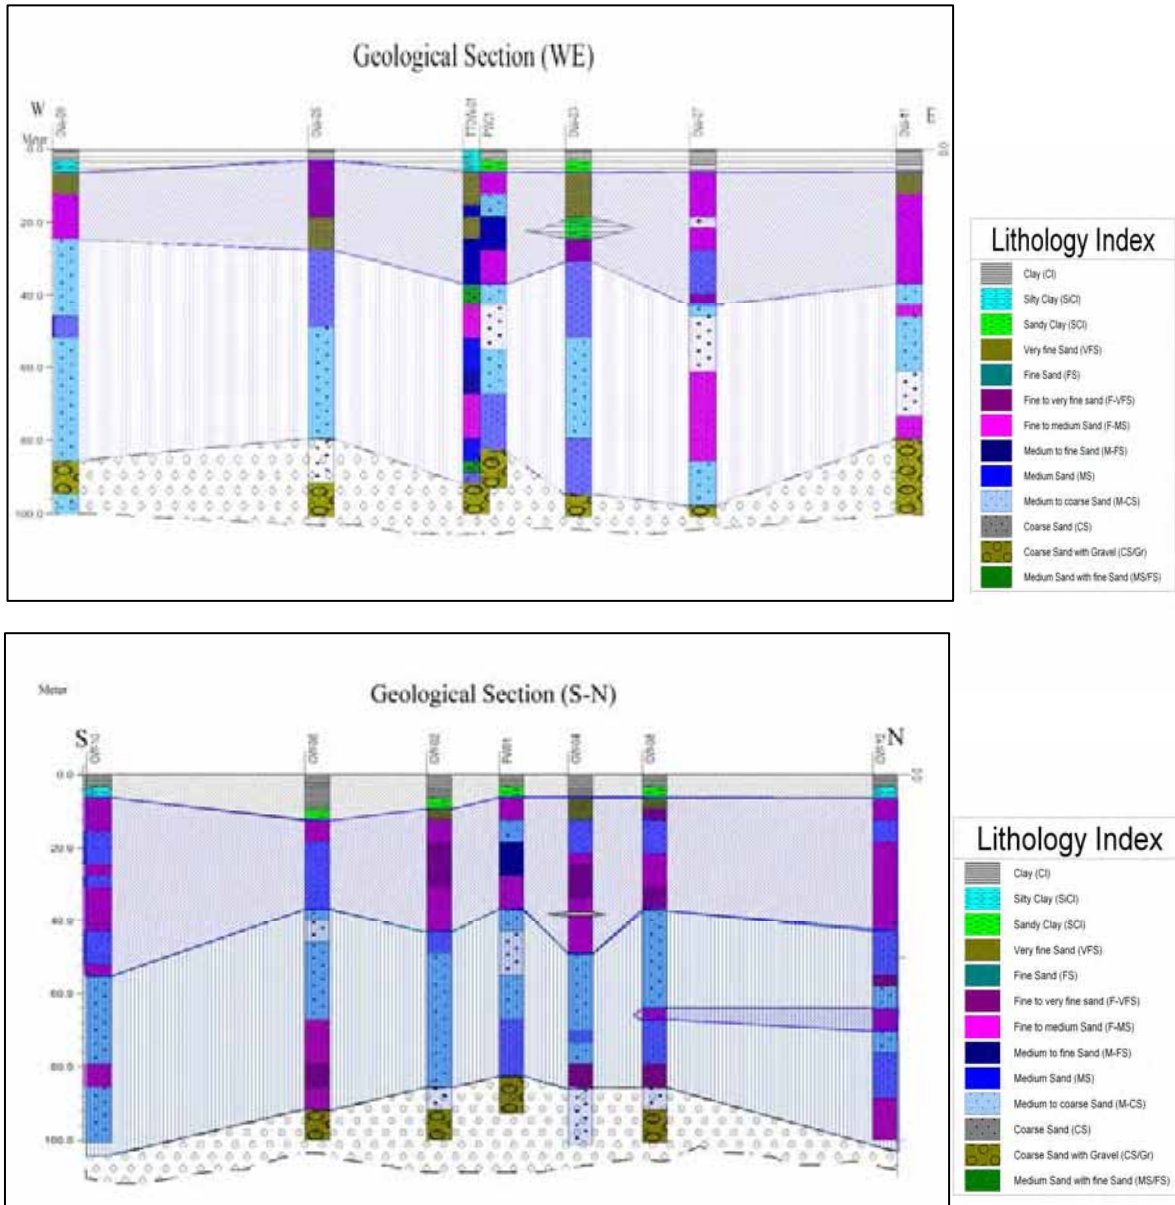 Geological Section (WE)
W
E
Meter
0.0
0.0
20.0
40.0
60.0
80.0
100.0
Lithology Index
Clay (Cl)
Silty Clay (SiCl)
Sandy Clay (SCl)
Very fine Sand (VFS)
Fine Sand (FS)
Fine to very fine sand (F-VFS)
Fine to medium Sand (F-MS)
Medium to fine Sand (M-FS)
Medium Sand (MS)
Medium to coarse Sand (M-CS)
Coarse Sand (CS)
Coarse Sand with Gravel (CS/Gr)
Medium Sand with fine Sand (MS/FS)
Meter
Geological Section (S-N)
S
N
0.0
0.0
20.0
40.0
60.0
80.0
100.0
Lithology Index
Clay (Cl)
Silty Clay (SiCl)
Sandy Clay (SCl)
Very fine Sand (VFS)
Fine Sand (FS)
Fine to very fine sand (F-VFS)
Fine to medium Sand (F-MS)
Medium to fine Sand (M-FS)
Medium Sand (MS)
Medium to coarse Sand (M-CS)
Coarse Sand (CS)
Coarse Sand with Gravel (CS/Gr)
Medium Sand with fine Sand (MS/FS)